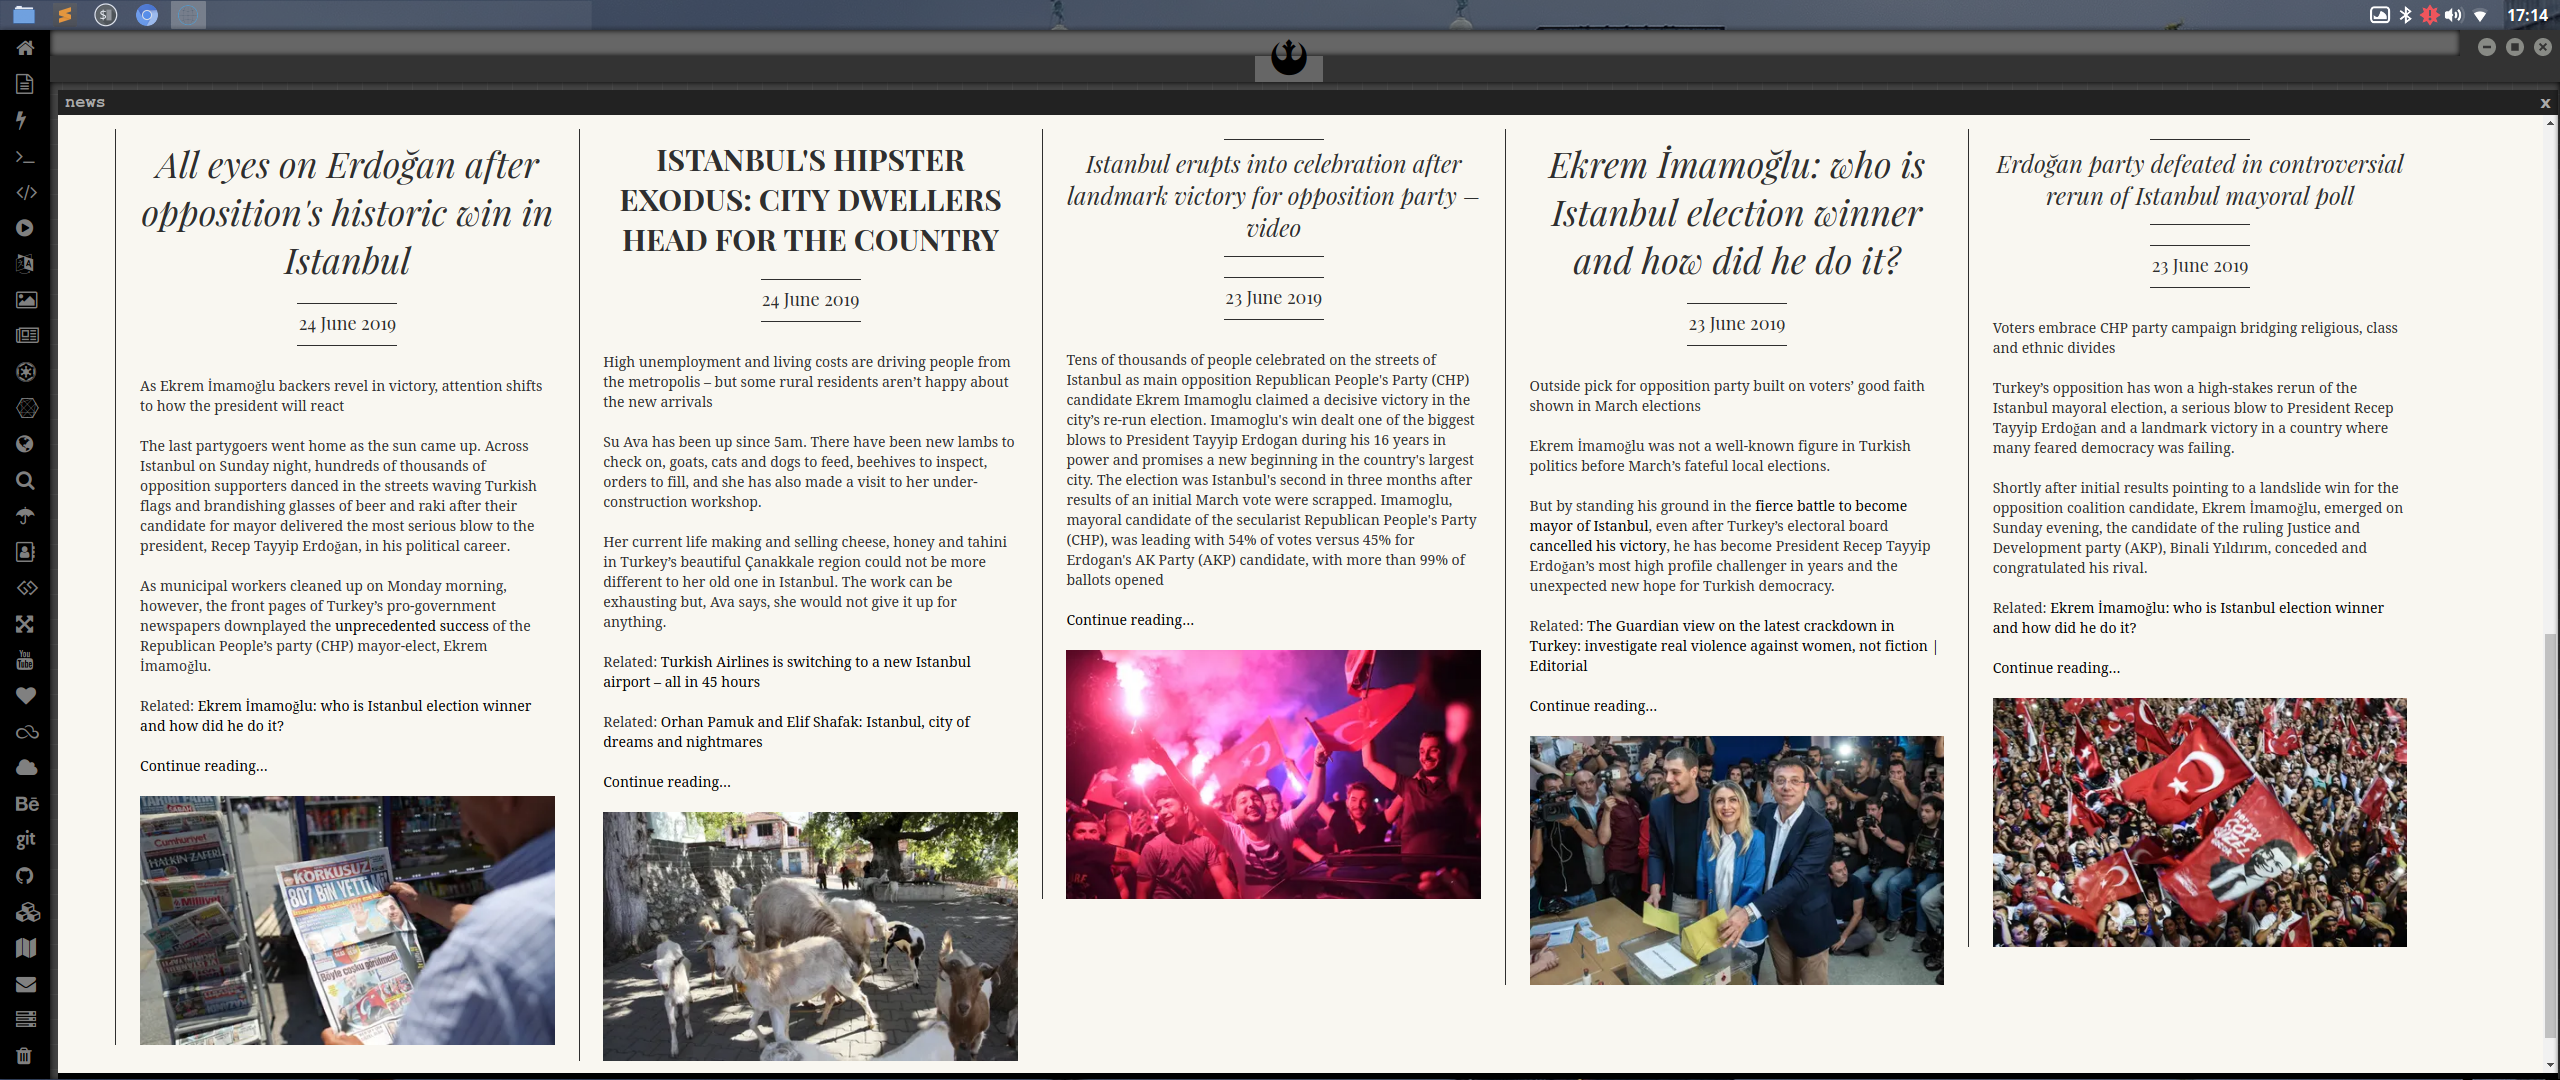 17:14
news
x
All eyes on Erdoğan after
opposition's historic win in
Istanbul
24 June 2019
As Ekrem İmamoğlu backers revel in victory, attention shifts
to how the president will react
The last partygoers went home as the sun came up. Across
Istanbul on Sunday night, hundreds of thousands of
opposition supporters danced in the streets waving Turkish
flags and brandishing glasses of beer and raki after their
candidate for mayor delivered the most serious blow to the
president, Recep Tayyip Erdoğan, in his political career.
As municipal workers cleaned up on Monday morning,
however, the front pages of Turkey’s pro-government
newspapers downplayed the unprecedented success of the
Republican People’s party (CHP) mayor-elect, Ekrem
İmamoğlu.
Related: Ekrem İmamoğlu: who is Istanbul election winner
and how did he do it?
Continue reading...
Cumhuriyet
HALKIN ZAFERİ
Milliyet
KORKUSUZ
807 BİN YETTİ Mİ
Böyle coşku görülmedi
ISTANBUL'S HIPSTER
EXODUS: CITY DWELLERS
HEAD FOR THE COUNTRY
24 June 2019
High unemployment and living costs are driving people from
the metropolis – but some rural residents aren’t happy about
the new arrivals
Su Ava has been up since 5am. There have been new lambs to
check on, goats, cats and dogs to feed, beehives to inspect,
orders to fill, and she has also made a visit to her under-
construction workshop.
Her current life making and selling cheese, honey and tahini
in Turkey’s beautiful Çanakkale region could not be more
different to her old one in Istanbul. The work can be
exhausting but, Ava says, she would not give it up for
anything.
Related: Turkish Airlines is switching to a new Istanbul
airport – all in 45 hours
Related: Orhan Pamuk and Elif Shafak: Istanbul, city of
dreams and nightmares
Continue reading...
Istanbul erupts into celebration after
landmark victory for opposition party –
video
23 June 2019
Tens of thousands of people celebrated on the streets of
Istanbul as main opposition Republican People's Party (CHP)
candidate Ekrem Imamoglu claimed a decisive victory in the
city’s re-run election. Imamoglu's win dealt one of the biggest
blows to President Tayyip Erdogan during his 16 years in
power and promises a new beginning in the country's largest
city. The election was Istanbul's second in three months after
results of an initial March vote were scrapped. Imamoglu,
mayoral candidate of the secularist Republican People's Party
(CHP), was leading with 54% of votes versus 45% for
Erdogan's AK Party (AKP) candidate, with more than 99% of
ballots opened
Continue reading...
Ekrem İmamoğlu: who is
Istanbul election winner
and how did he do it?
23 June 2019
Outside pick for opposition party built on voters’ good faith
shown in March elections
Ekrem İmamoğlu was not a well-known figure in Turkish
politics before March’s fateful local elections.
But by standing his ground in the fierce battle to become
mayor of Istanbul, even after Turkey’s electoral board
cancelled his victory, he has become President Recep Tayyip
Erdoğan’s most high profile challenger in years and the
unexpected new hope for Turkish democracy.
Related: The Guardian view on the latest crackdown in
Turkey: investigate real violence against women, not fiction |
Editorial
Continue reading...
Erdoğan party defeated in controversial
rerun of Istanbul mayoral poll
23 June 2019
Voters embrace CHP party campaign bridging religious, class
and ethnic divides
Turkey’s opposition has won a high-stakes rerun of the
Istanbul mayoral election, a serious blow to President Recep
Tayyip Erdoğan and a landmark victory in a country where
many feared democracy was failing.
Shortly after initial results pointing to a landslide win for the
opposition coalition candidate, Ekrem İmamoğlu, emerged on
Sunday evening, the candidate of the ruling Justice and
Development party (AKP), Binali Yıldırım, conceded and
congratulated his rival.
Related: Ekrem İmamoğlu: who is Istanbul election winner
and how did he do it?
Continue reading...
You
Tube
Bē
git